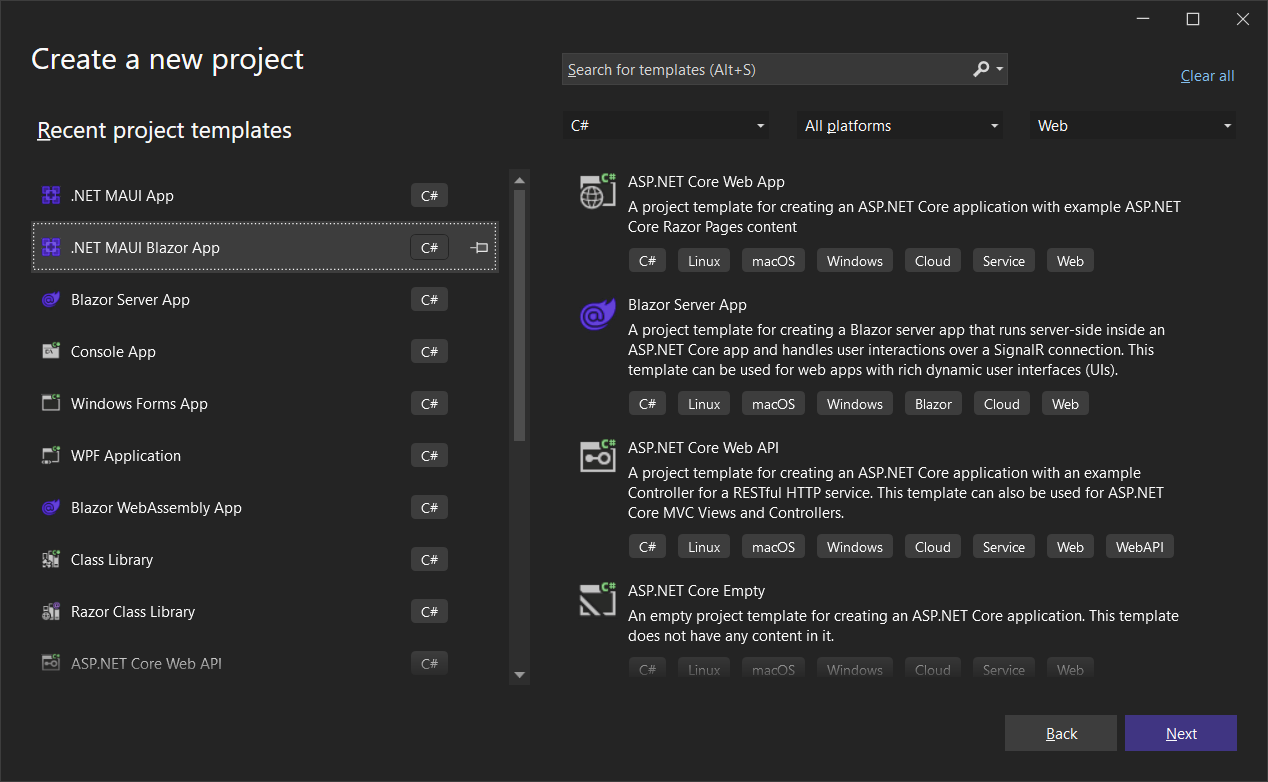 Create a new project
Search for templates (Alt+S)
Clear all
Recent project templates
C#
All platforms
Web
.NET MAUI App C#
.NET MAUI Blazor App C#
Blazor Server App C#
Console App C#
Windows Forms App C#
WPF Application C#
Blazor WebAssembly App C#
Class Library C#
Razor Class Library C#
ASP.NET Core Web API C#
ASP.NET Core Web App
A project template for creating an ASP.NET Core application with example ASP.NET
Core Razor Pages content
C# Linux macOS Windows Cloud Service Web
Blazor Server App
A project template for creating a Blazor server app that runs server-side inside an
ASP.NET Core app and handles user interactions over a SignalR connection. This
template can be used for web apps with rich dynamic user interfaces (UIs).
C# Linux macOS Windows Blazor Cloud Web
ASP.NET Core Web API
A project template for creating an ASP.NET Core application with an example
Controller for a RESTful HTTP service. This template can also be used for ASP.NET
Core MVC Views and Controllers.
C# Linux macOS Windows Cloud Service Web WebAPI
ASP.NET Core Empty
An empty project template for creating an ASP.NET Core application. This template
does not have any content in it.
C# Linux macOS Windows Cloud Service Web
Back
Next